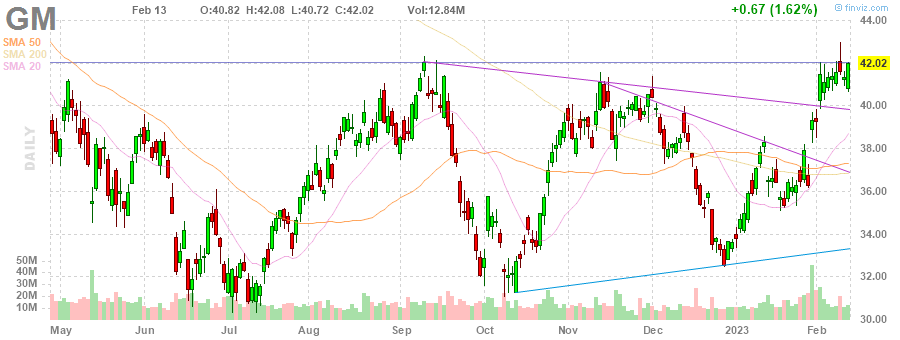 GM Feb 13 O:40.82 H:42.08 L:40.72 C:42.02 Vol:12.84M +0.67 (1.62%) © finviz.com
SMA 50
SMA 200
SMA 20
DAILY
44.00
42.02
40.00
38.00
36.00
34.00
32.00
30.00
50M
40M
30M
20M
10M
May Jun Jul Aug Sep Oct Nov Dec 2023 Feb